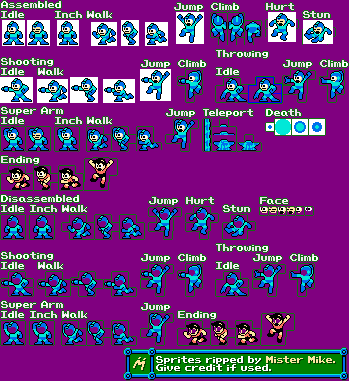 Assembled Jump Climb Hurt Stun
Idle Inch Walk
Throwing
Shooting Jump Climb Idle Jump Climb
Idle Walk
Super Arm Jump Teleport Death
Idle Inch Walk
Ending
Disassembled Jump Hurt Face
Idle Inch Walk Stun
Throwing
Shooting Jump Climb
Idle Walk Idle Jump Climb
Super Arm Jump Ending
Idle Inch Walk
Sprites ripped by Mister Mike.
Give credit if used.